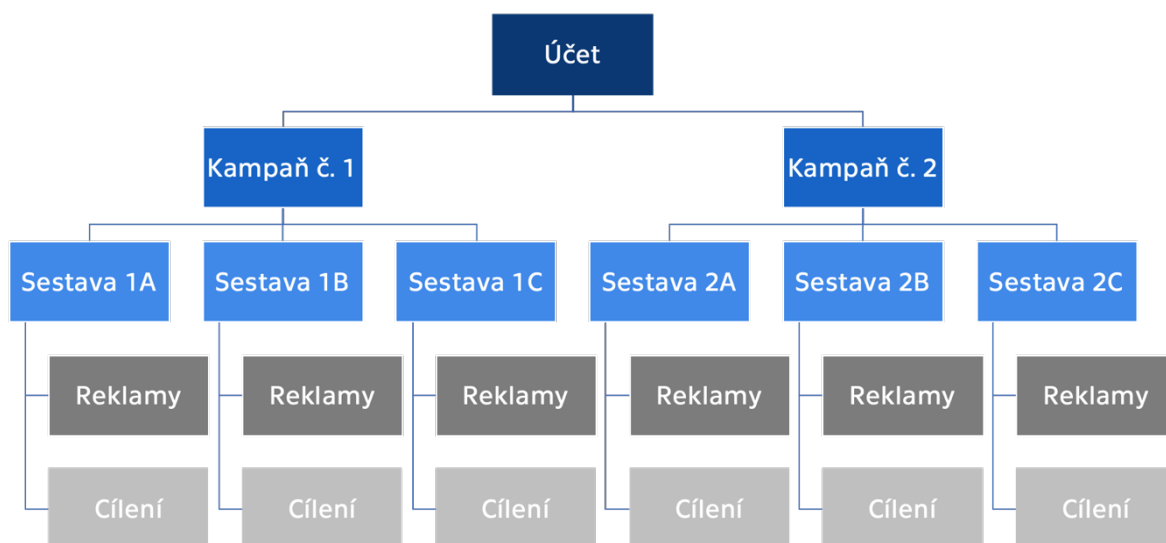 Účet
Kampaň č. 1
Kampaň č. 2
Sestava 1A
Sestava 1B
Sestava 1C
Sestava 2A
Sestava 2B
Sestava 2C
Reklamy
Reklamy
Reklamy
Reklamy
Reklamy
Reklamy
Cílení
Cílení
Cílení
Cílení
Cílení
Cílení